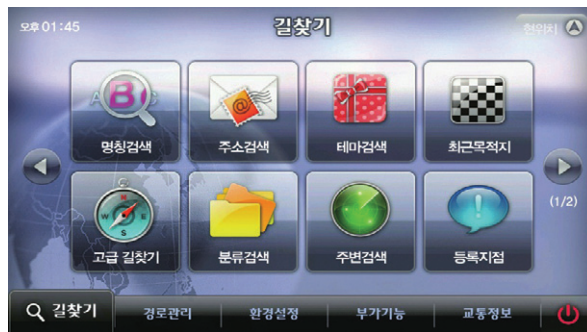 오후 01:45
길찾기
현위치
명칭검색
주소검색
테마검색
최근목적지
(1/2)
고급 길찾기
분류검색
주변검색
등록지점
길찾기
경로관리
환경설정
부가기능
교통정보